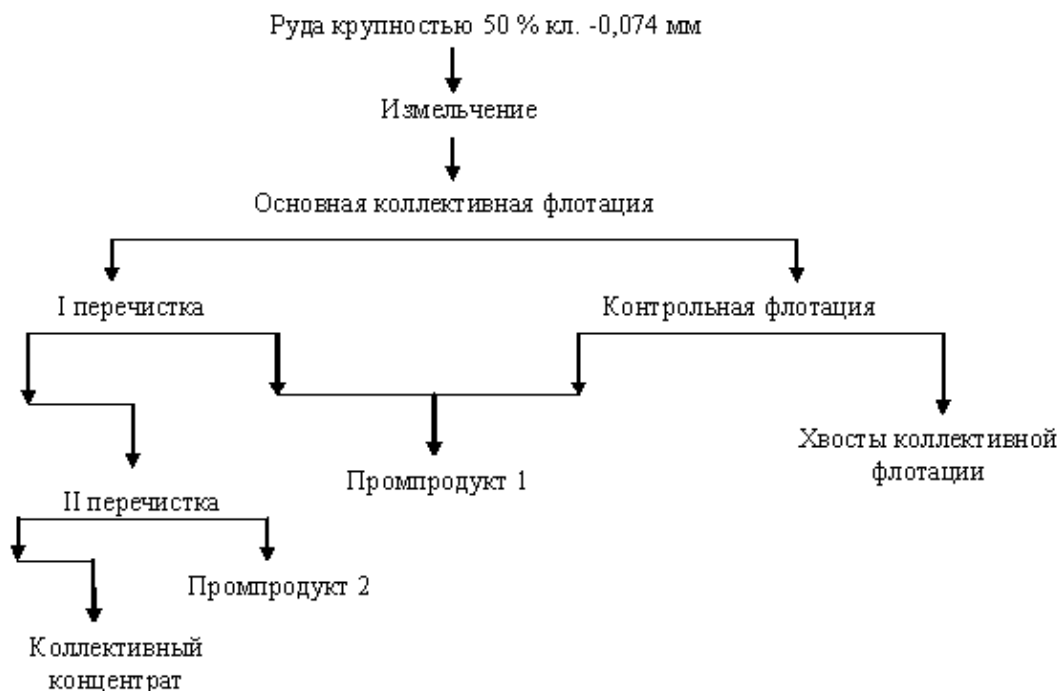 Руда крупностью 50 % кл. -0,074 мм
Измельчение
Основная коллективная флотация
I перечистка
Контрольная флотация
Хвосты коллективной
флотации
Промпродукт 1
II перечистка
Промпродукт 2
Коллективный
концентрат